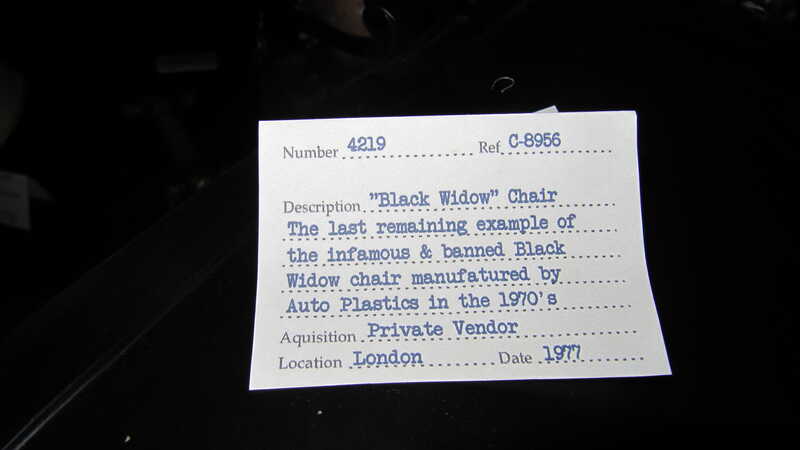 Number 4219 Ref C-8956
Description "Black Widow" Chair
The last remaining example of
the infamous & banned Black
Widow chair manufatured by
Auto Plastics in the 1970's
Aquisition Private Vendor
Location London Date 1977